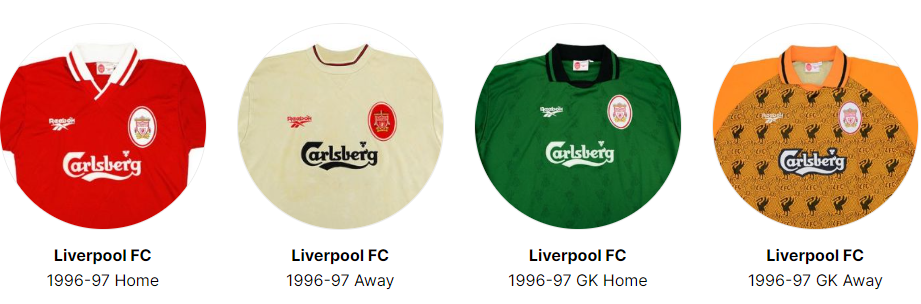 Reebok
Carlsberg
Liverpool FC
1996-97 Home
Reebok
Carlsberg
Liverpool FC
1996-97 Away
Reebok
Carlsberg
Liverpool FC
1996-97 GK Home
Reebok
Carlsberg
Liverpool FC
1996-97 GK Away